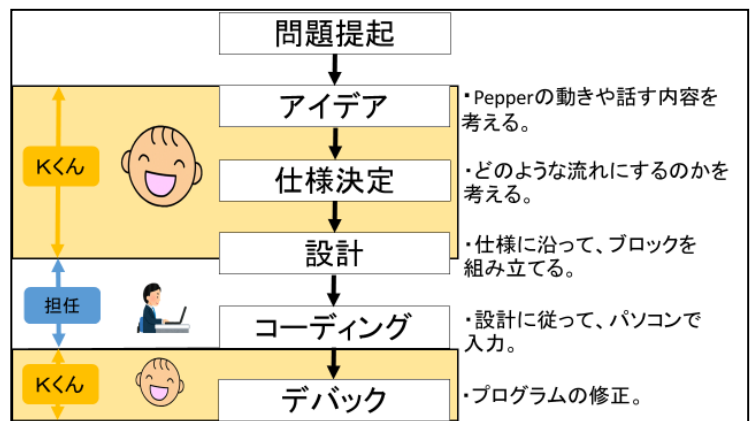 問題提起
アイデア
・Pepperの動きや話す内容を
考える。
Kくん
仕様決定
・どのような流れにするのかを
考える。
設計
・仕様に沿って、ブロックを
組み立てる。
担任
コーディング
・設計に従って、パソコンで
入力。
Kくん
デバック
・プログラムの修正。